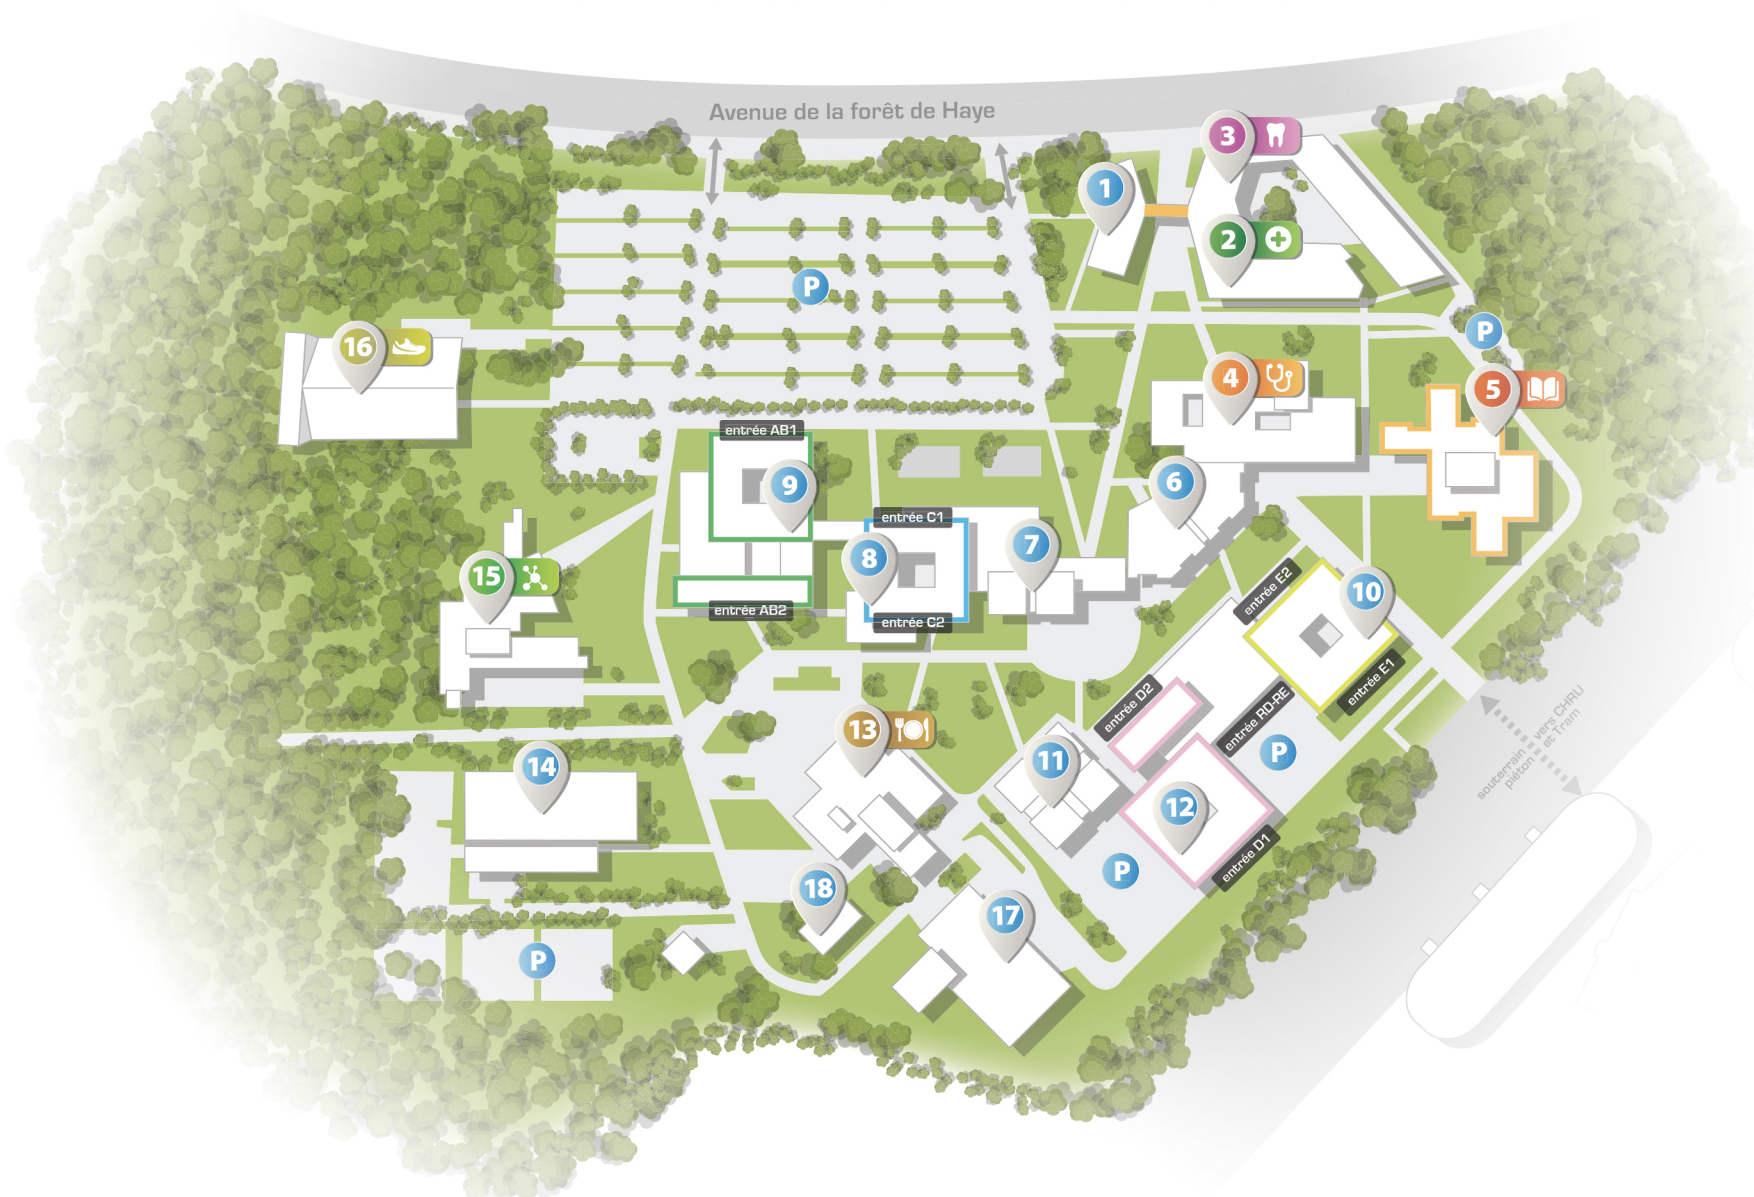 Avenue de la forêt de Haye
3
1
2
P
P
16
4
5
entrée AB1
9
6
entrée C1
7
8
15
entrée E2
10
entrée AB2
entrée C2
entrée E1
entrée D2
entrée RD-RE
souterrain vers CHRU
piéton et Train
13
P
14
11
12
entrée D1
P
18
17
P